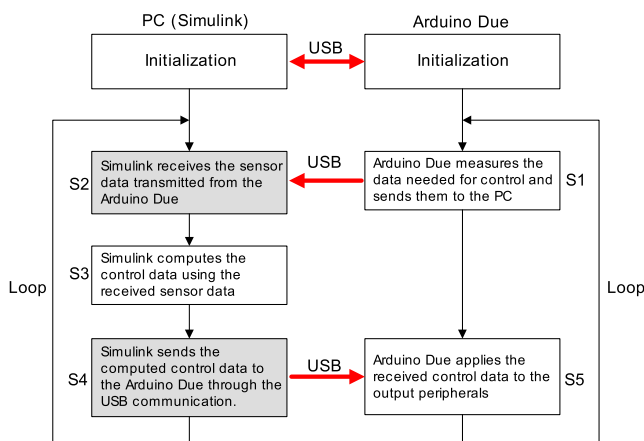 PC (Simulink)
Arduino Due
Initialization
USB
Initialization
S2
Simulink receives the sensor
data transmitted from the
Arduino Due
USB
Arduino Due measures the
data needed for control and
sends them to the PC
S1
S3
Simulink computes the
control data using the
received sensor data
Loop
Loop
S4
Simulink sends the
computed control data to
the Arduino Due through the
USB communication.
USB
Arduino Due applies the
received control data to the
output peripherals
S5